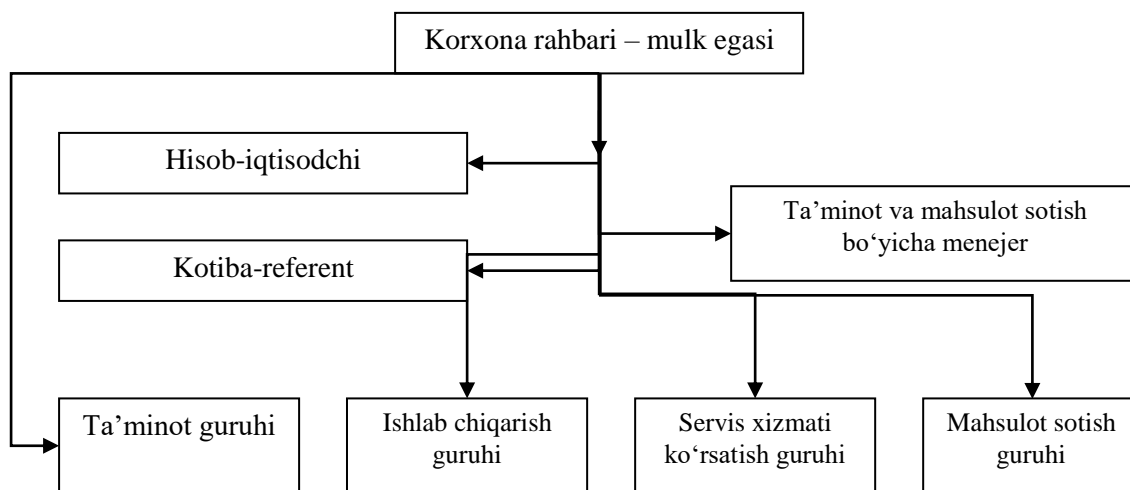 Korxona rahbari – mulk egasi
Hisob-iqtisodchi
Ta’minot va mahsulot sotish
bo‘yicha menejer
Kotiba-referent
Ta’minot guruhi
Ishlab chiqarish
guruhi
Servis xizmati
ko‘rsatish guruhi
Mahsulot sotish
guruhi